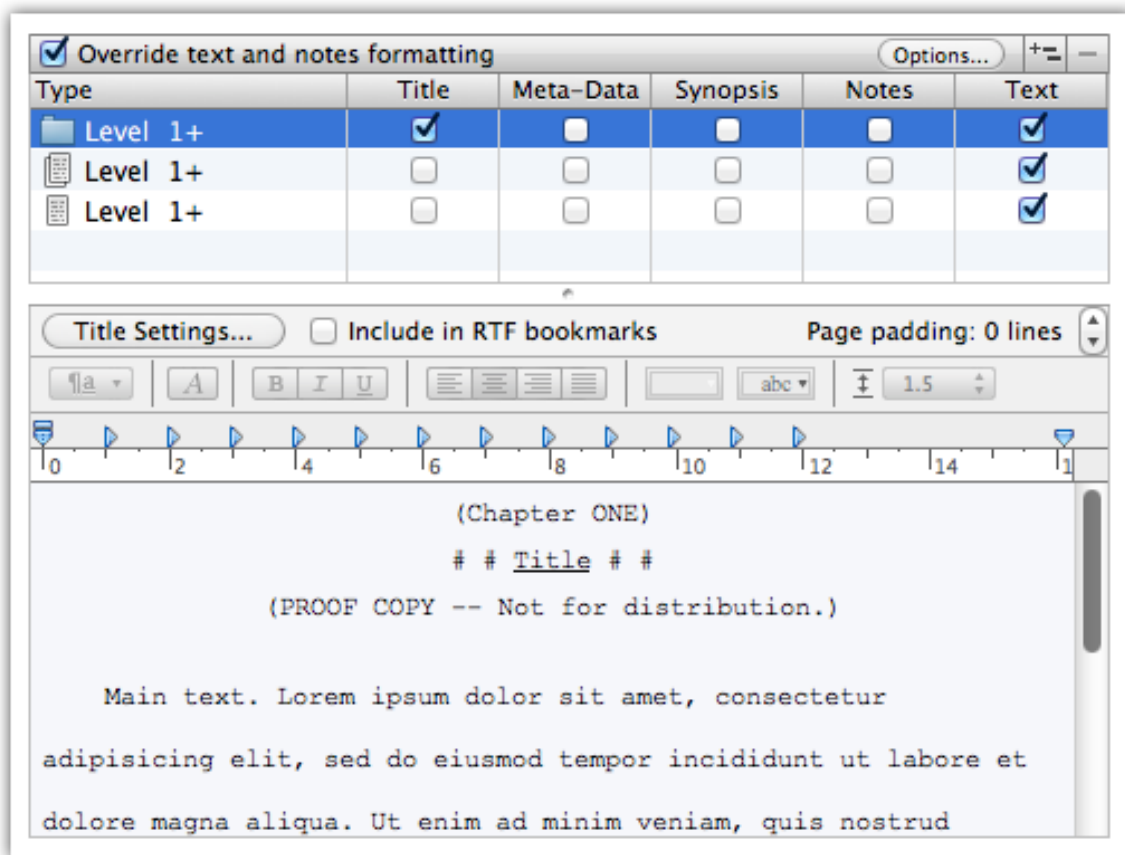 Override text and notes formatting Options...
Type Title Meta-Data Synopsis Notes Text
Level 1+
Level 1+
Level 1+
Title Settings... Include in RTF bookmarks Page padding: 0 lines
¶a A B I U abc 1.5
0 2 4 6 8 10 12 14 1
(Chapter ONE)
# # Title # #
(PROOF COPY -- Not for distribution.)
Main text. Lorem ipsum dolor sit amet, consectetur
adipisicing elit, sed do eiusmod tempor incididunt ut labore et
dolore magna aliqua. Ut enim ad minim veniam, quis nostrud